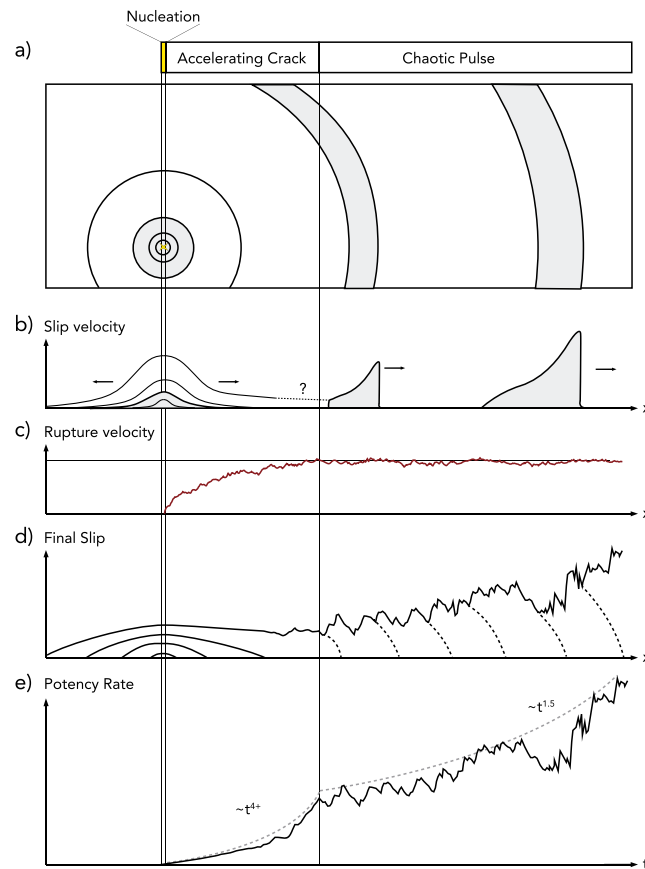 Nucleation
a)
Accelerating Crack
Chaotic Pulse
b) Slip velocity
?
x
c) Rupture velocity
x
d) Final Slip
x
e) Potency Rate
~t1.5
~t4+
t